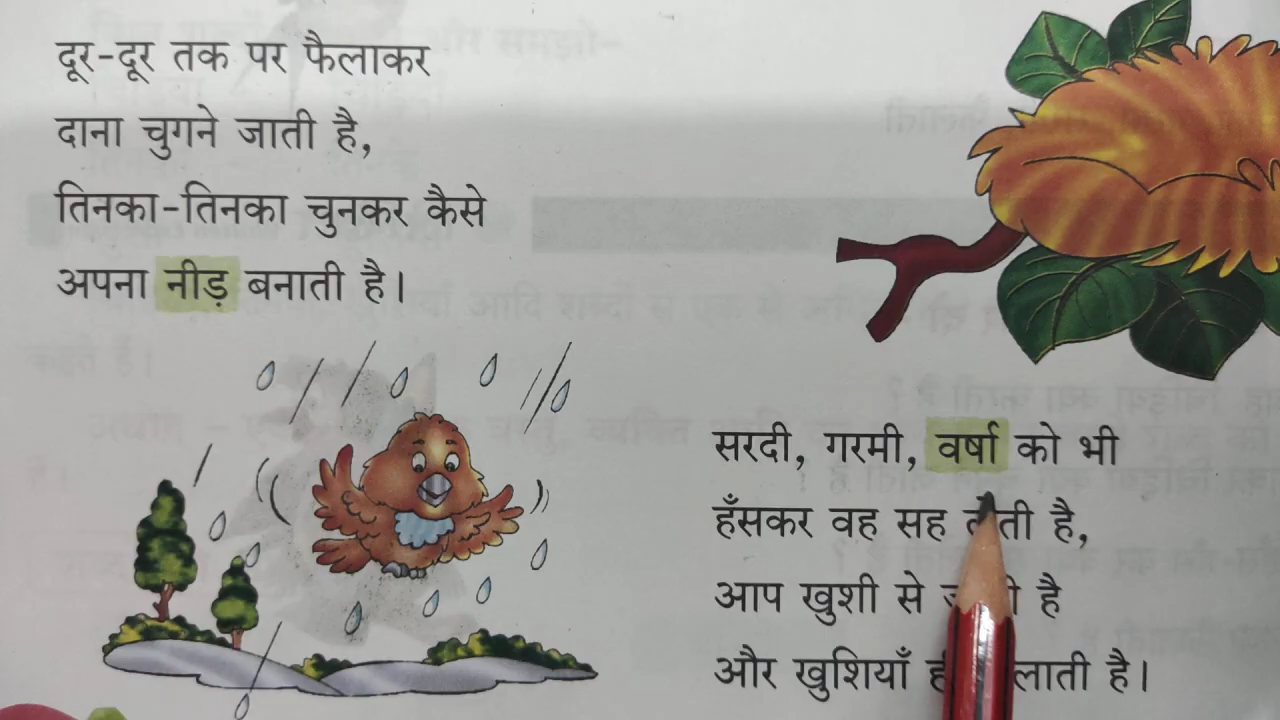 दूर-दूर तक पर फैलाकर
दाना चुगने जाती है,
तिनका-तिनका चुनकर कैसे
अपना नीड़ बनाती है।
सरदी, गरमी, वर्षा को भी
हँसकर वह सह लेती है,
आप खुशी से है
और खुशियाँ है।